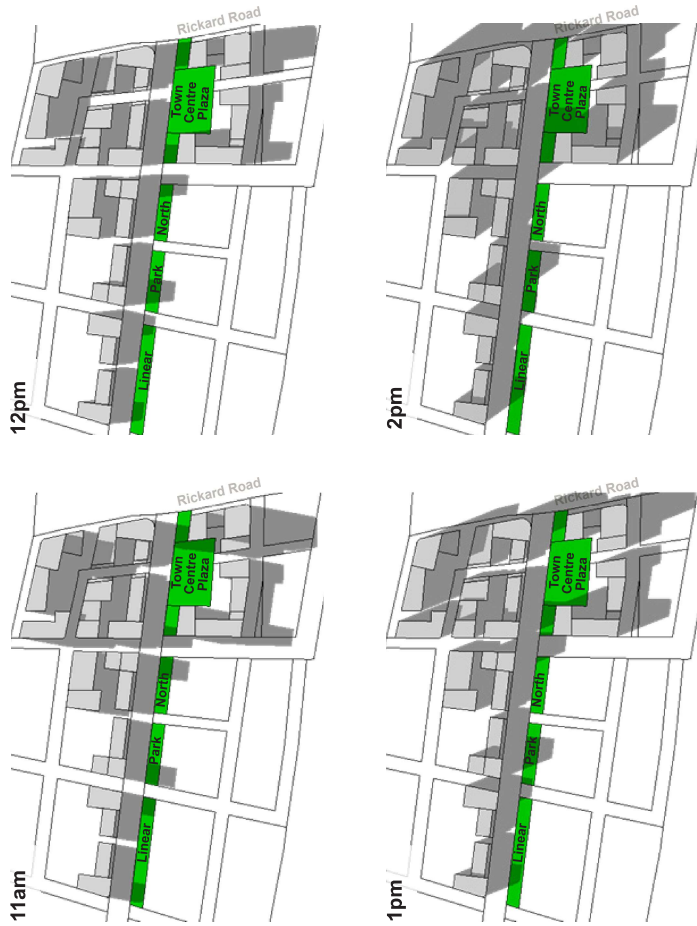 11am
Rickard Road
Town
Centre
Plaza
North
Park
Linear
12pm
Rickard Road
Town
Centre
Plaza
North
Park
Linear
1pm
Rickard Road
Town
Centre
Plaza
North
Park
Linear
2pm
Rickard Road
Town
Centre
Plaza
North
Park
Linear